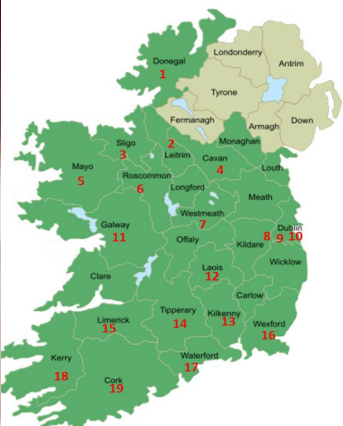 Londonderry
Donegal
Antrim
1
Tyrone
Fermanagh
Down
Armagh
Monaghan
Sligo
2
3
Leitrim
Cavan
Mayo
4
Louth
Roscommon
5
6
Longford
Meath
Westmeath
7
Galway
Dublin
11
8 9 10
Offaly
Kildare
Wicklow
Laois
Clare
12
Carlow
Tipperary
Kilkenny
Limerick
14
13
Wexford
15
16
Waterford
Kerry
17
18
Cork
19